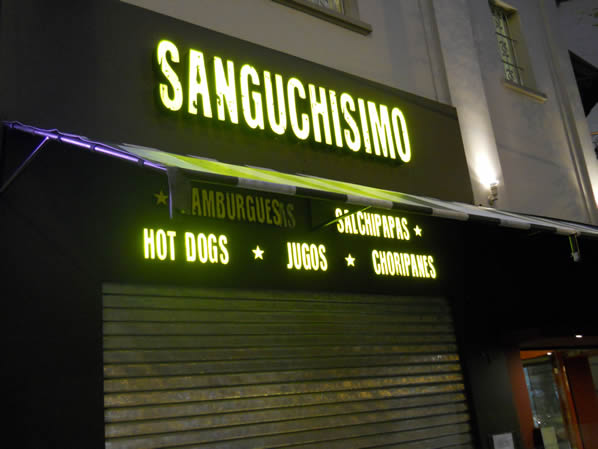 SANGUCHISIMO
★ AMBURGUESAS SALCHIPAPAS ★
HOT DOGS ★ JUGOS ★ CHORIPANES